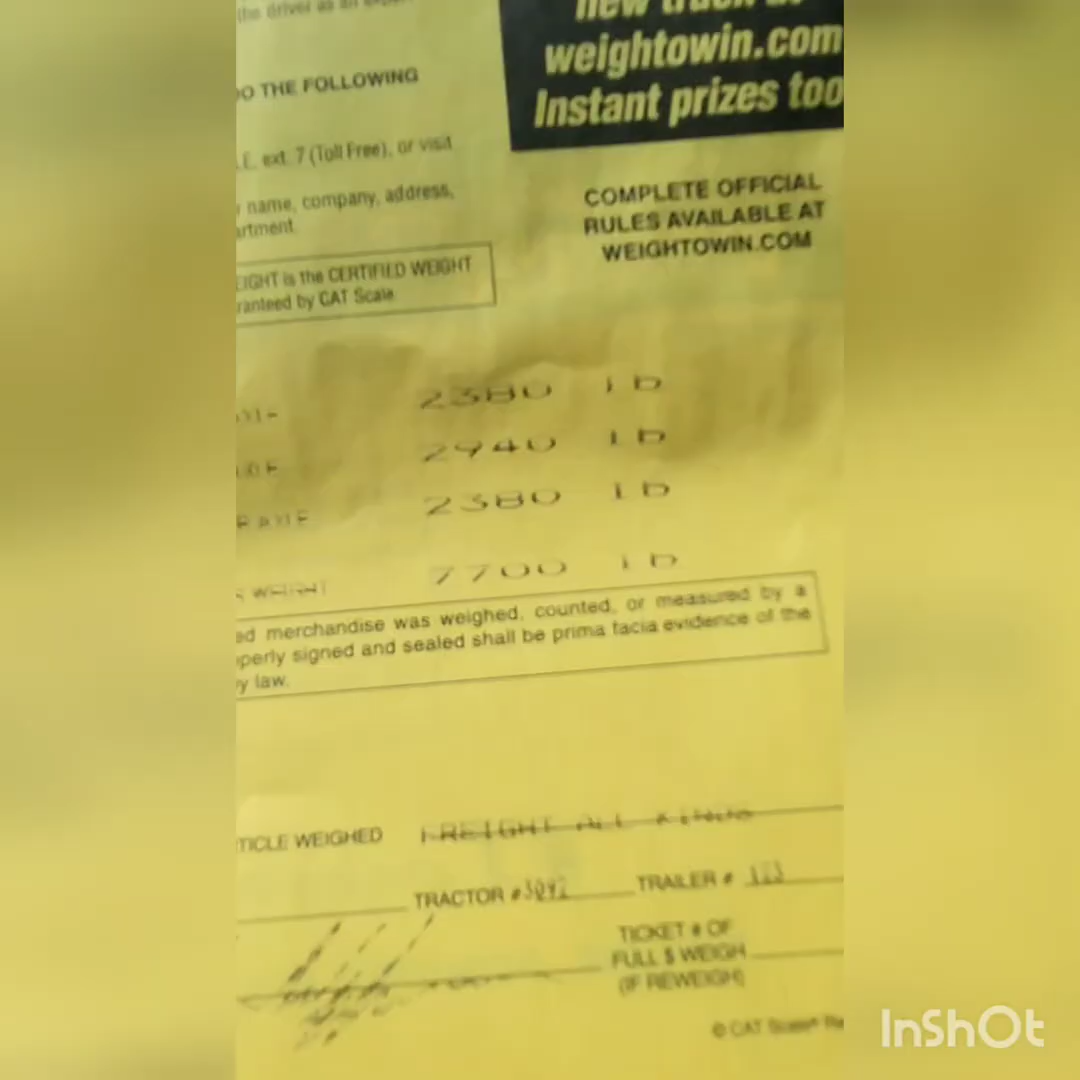 the driver as an
new truck at
weightowin.com
Instant prizes too
DO THE FOLLOWING
.E. ext. 7 (Toll Free), or visit
name, company, address,
artment.
COMPLETE OFFICIAL
RULES AVAILABLE AT
WEIGHTOWIN.COM
EIGHT is the CERTIFIED WEIGHT
ranteed by CAT Scale
2380 lb
2940 lb
2380 lb
WEIGHT 7700 lb
ed merchandise was weighed, counted, or measured by a
perly signed and sealed shall be prima facia evidence of the
y law.
TICLE WEIGHED FREIGHT ALL KINDS
TRACTOR # TRAILER #
TICKET # OF
FULL $ WEIGH
(IF REWEIGH)
© CAT Scale
InShOt